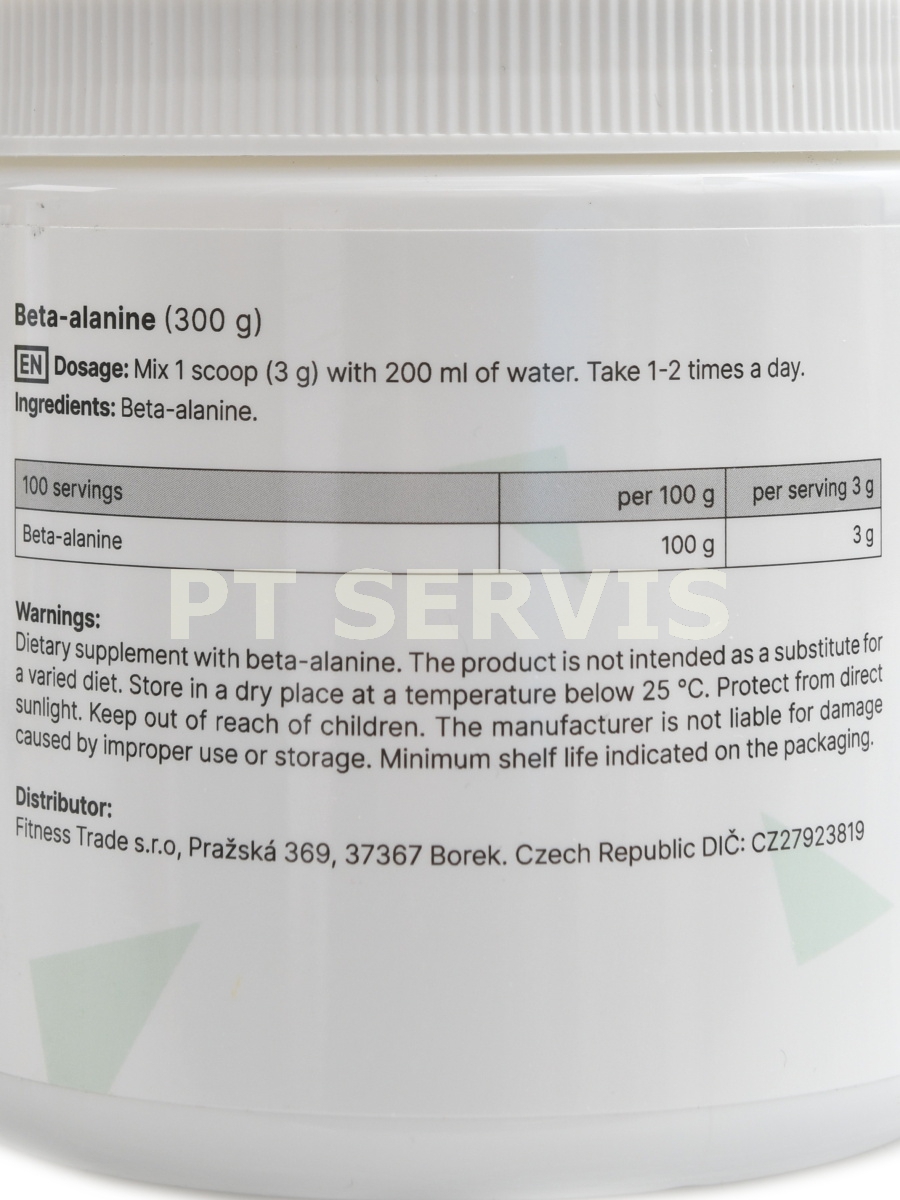 Beta-alanine (300 g)
EN Dosage: Mix 1 scoop (3 g) with 200 ml of water. Take 1-2 times a day.
Ingredients: Beta-alanine.
100 servings per 100 g per serving 3 g
Beta-alanine 100 g 3 g
PT SERVIS
Warnings:
Dietary supplement with beta-alanine. The product is not intended as a substitute for
a varied diet. Store in a dry place at a temperature below 25 °C. Protect from direct
sunlight. Keep out of reach of children. The manufacturer is not liable for damage
caused by improper use or storage. Minimum shelf life indicated on the packaging.
Distributor:
Fitness Trade s.r.o, Pražská 369, 37367 Borek. Czech Republic DIČ: CZ27923819